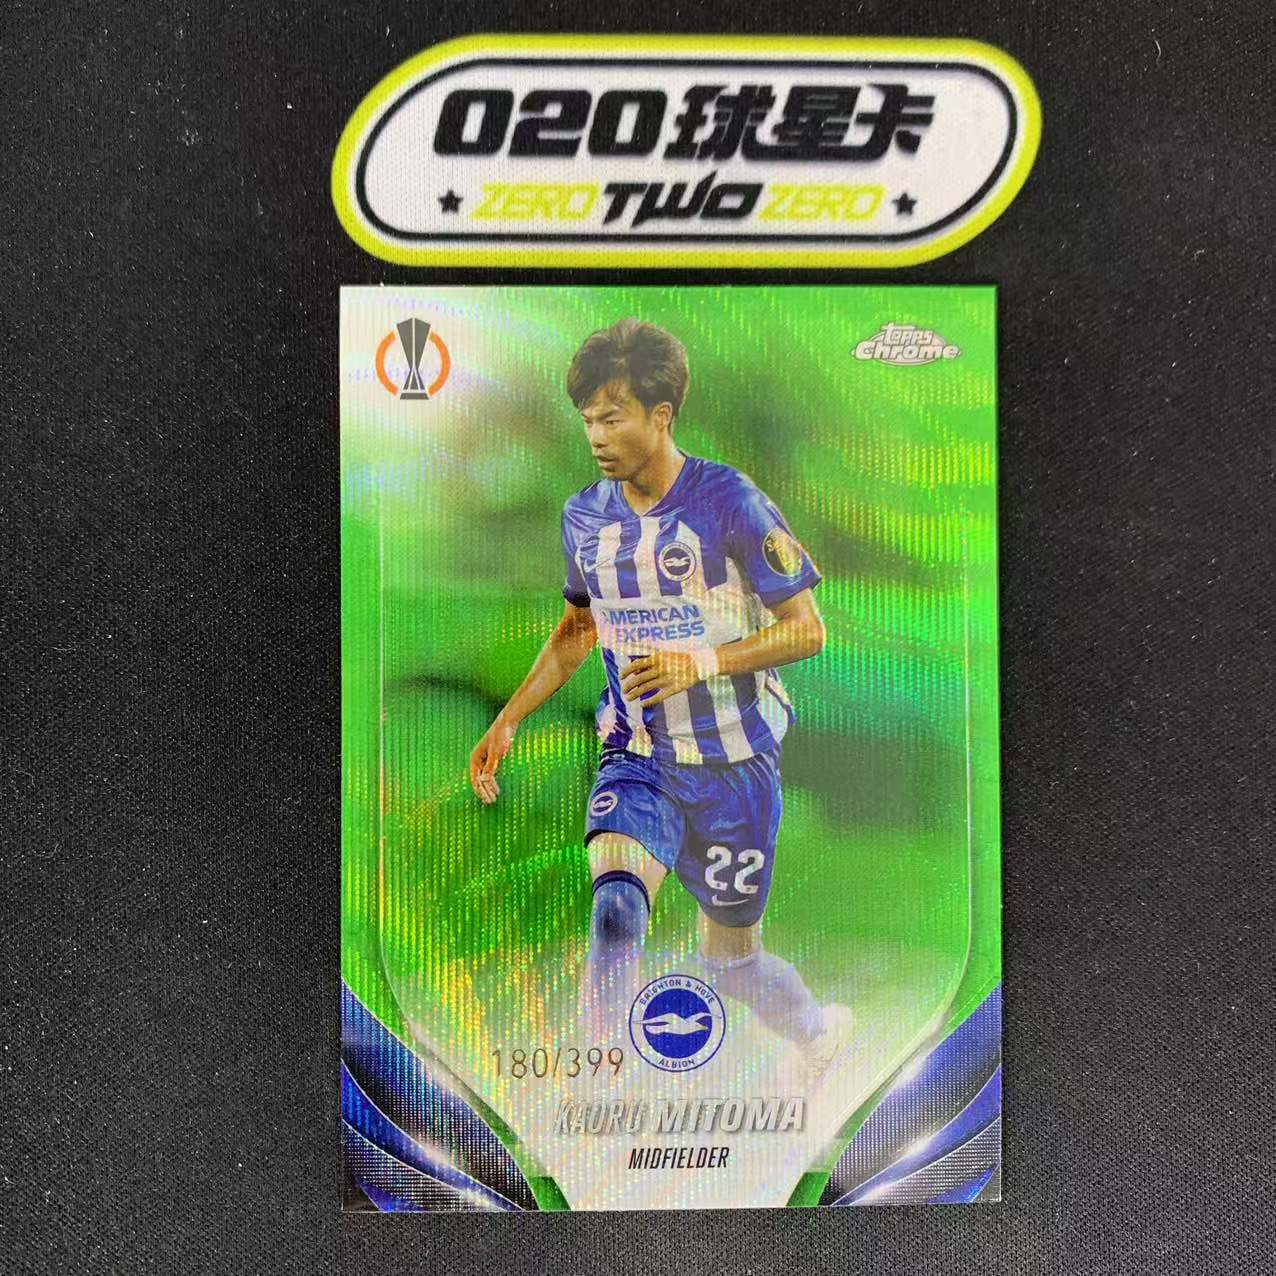 020球星卡
ZERO TWO ZERO
Topps
Chrome
AMERICAN
EXPRESS
22
BRIGHTON & HOVE
ALBION
180/399
KAORU MITOMA
MIDFIELDER